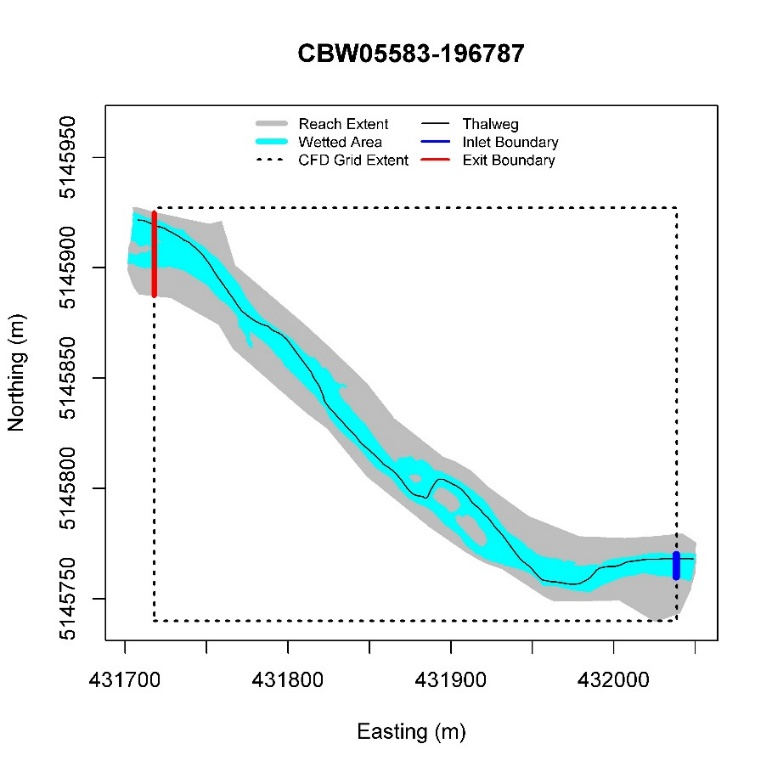 CBW05583-196787
Reach Extent
Wetted Area
CFD Grid Extent
Thalweg
Inlet Boundary
Exit Boundary
Northing (m)
5145950
5145900
5145850
5145800
5145750
431700 431800 431900 432000
Easting (m)